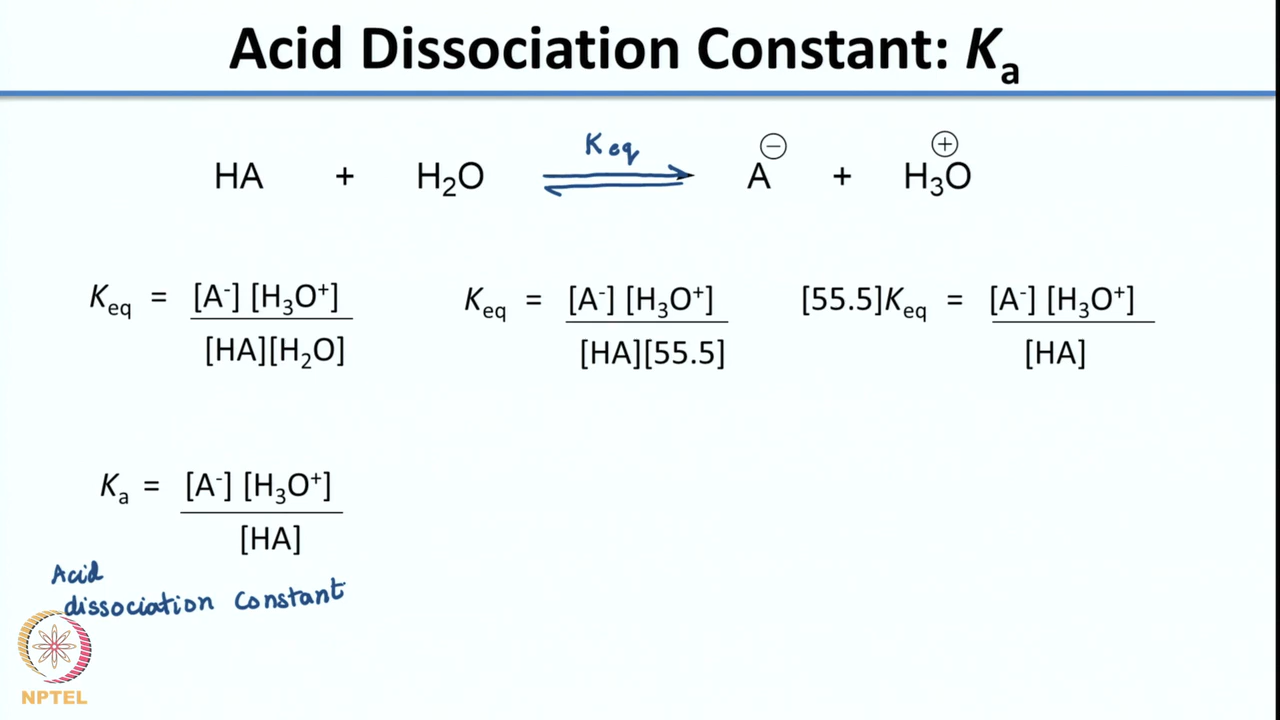 Acid Dissociation Constant: Kₐ
Keq
HA + H₂O ⇌ A⊖ + H₃O⊕
Keq = [A⁻] [H₃O⁺] / [HA][H₂O]
Keq = [A⁻] [H₃O⁺] / [HA][55.5]
[55.5]Keq = [A⁻] [H₃O⁺] / [HA]
Kₐ = [A⁻] [H₃O⁺] / [HA]
Acid
dissociation constant
NPTEL